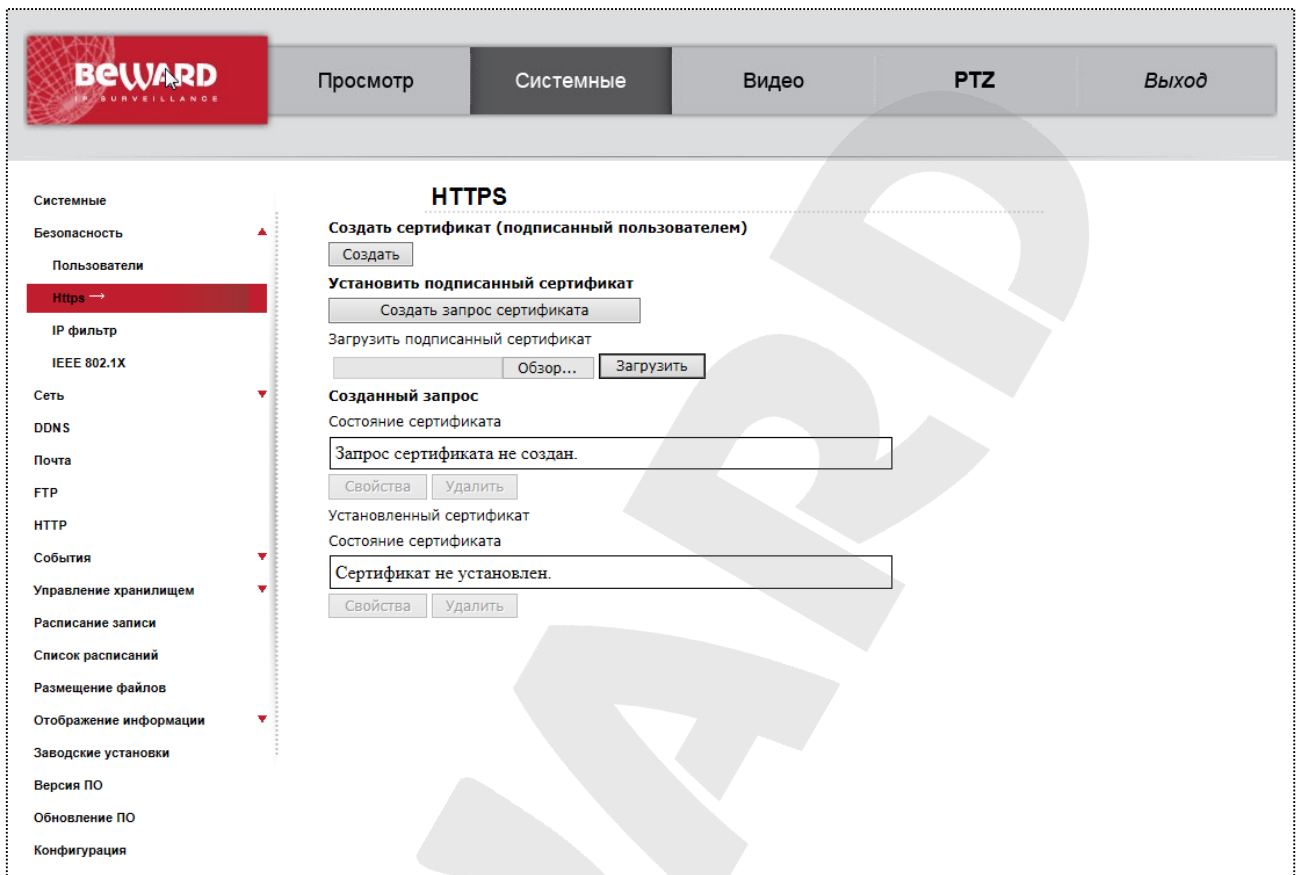 BEWARD
IP SURVEILLANCE
Просмотр
Системные
Видео
PTZ
Выход
Системные
Безопасность
Пользователи
Https →
IP фильтр
IEEE 802.1X
Сеть
DDNS
Почта
FTP
HTTP
События
Управление хранилищем
Расписание записи
Список расписаний
Размещение файлов
Отображение информации
Заводские установки
Версия ПО
Обновление ПО
Конфигурация
HTTPS
Создать сертификат (подписанный пользователем)
Создать
Установить подписанный сертификат
Создать запрос сертификата
Загрузить подписанный сертификат
Обзор... Загрузить
Созданный запрос
Состояние сертификата
Запрос сертификата не создан.
Свойства Удалить
Установленный сертификат
Состояние сертификата
Сертификат не установлен.
Свойства Удалить